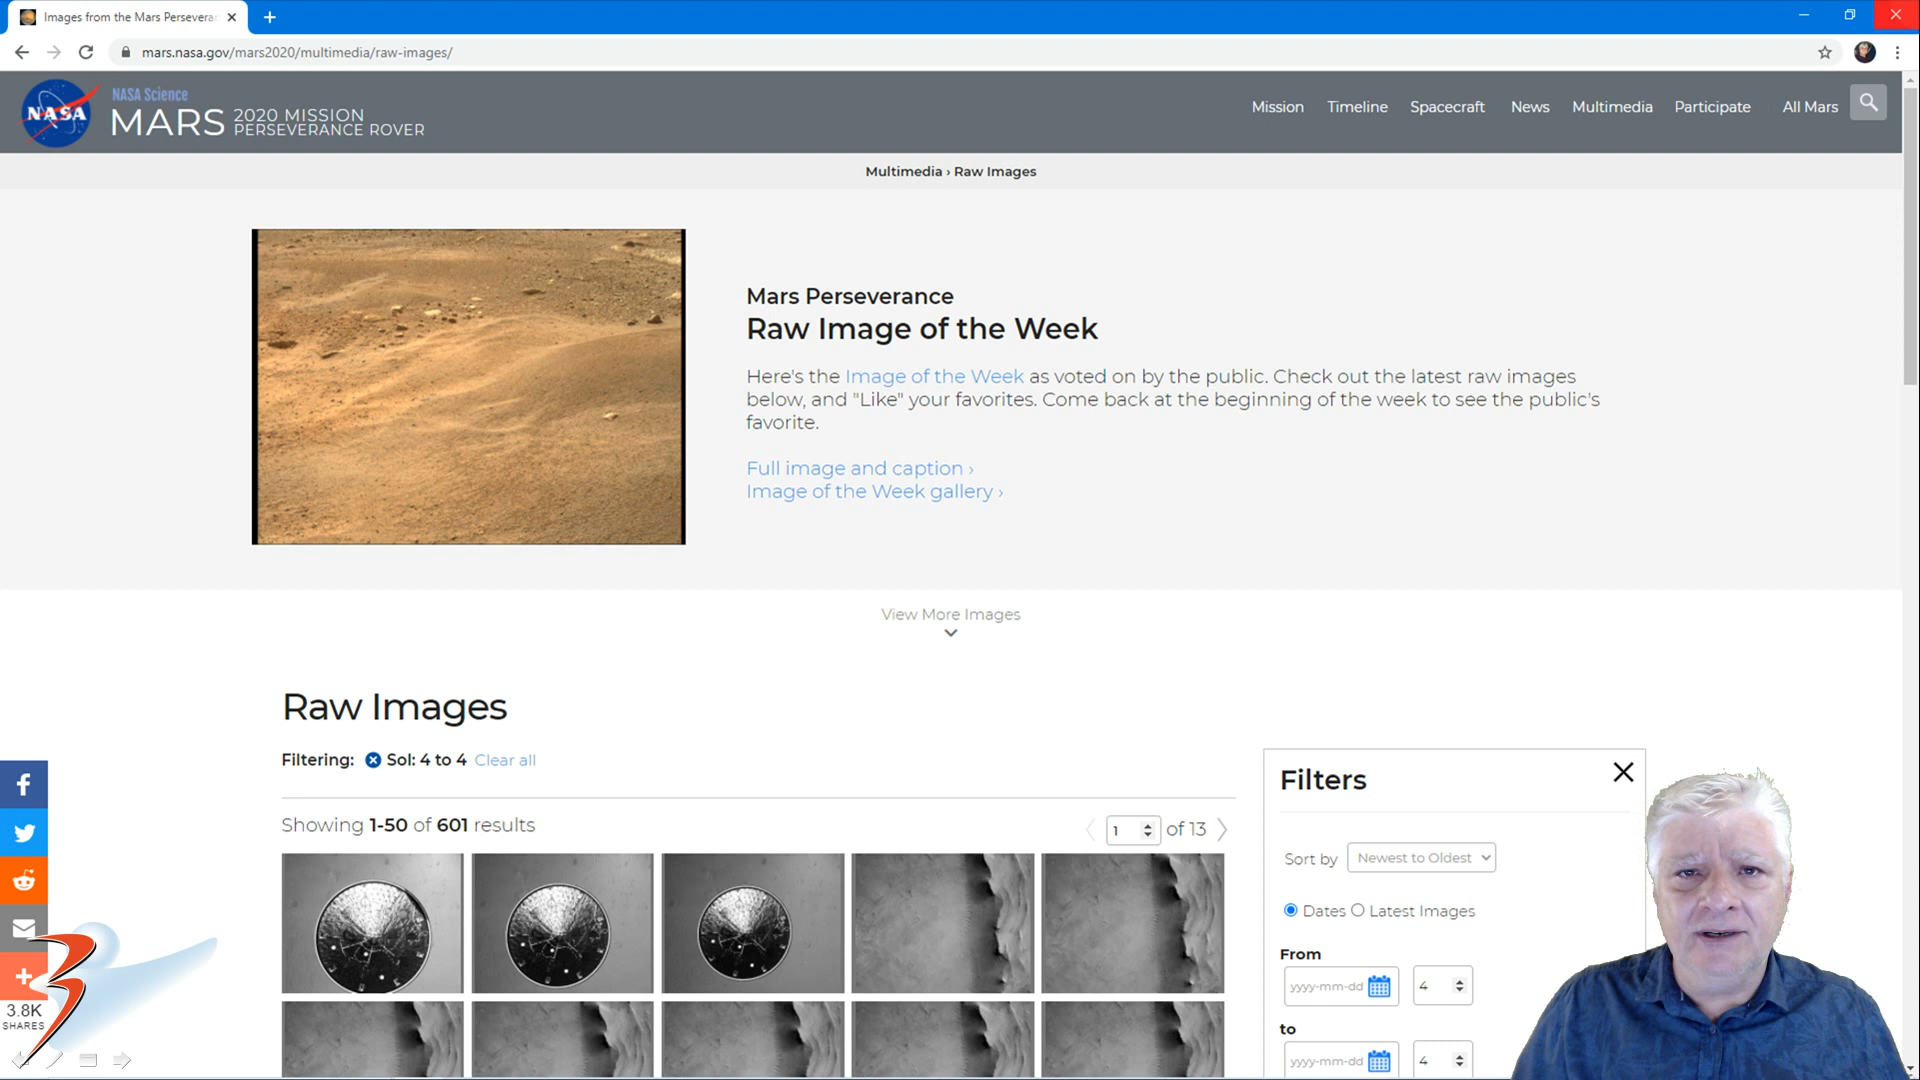 Images from the Mars Persevera
mars.nasa.gov/mars2020/multimedia/raw-images/
NASA
NASA Science
MARS 2020 MISSION
PERSEVERANCE ROVER
Mission Timeline Spacecraft News Multimedia Participate All Mars
Multimedia › Raw Images
Mars Perseverance
Raw Image of the Week
Here's the Image of the Week as voted on by the public. Check out the latest raw images
below, and "Like" your favorites. Come back at the beginning of the week to see the public's
favorite.
Full image and caption ›
Image of the Week gallery ›
View More Images
Raw Images
Filtering: Sol: 4 to 4 Clear all
Showing 1-50 of 601 results
1 of 13
Filters
Sort by Newest to Oldest
Dates Latest Images
From
yyyy-mm-dd 4
to
yyyy-mm-dd 4
3.8K
SHARES
3